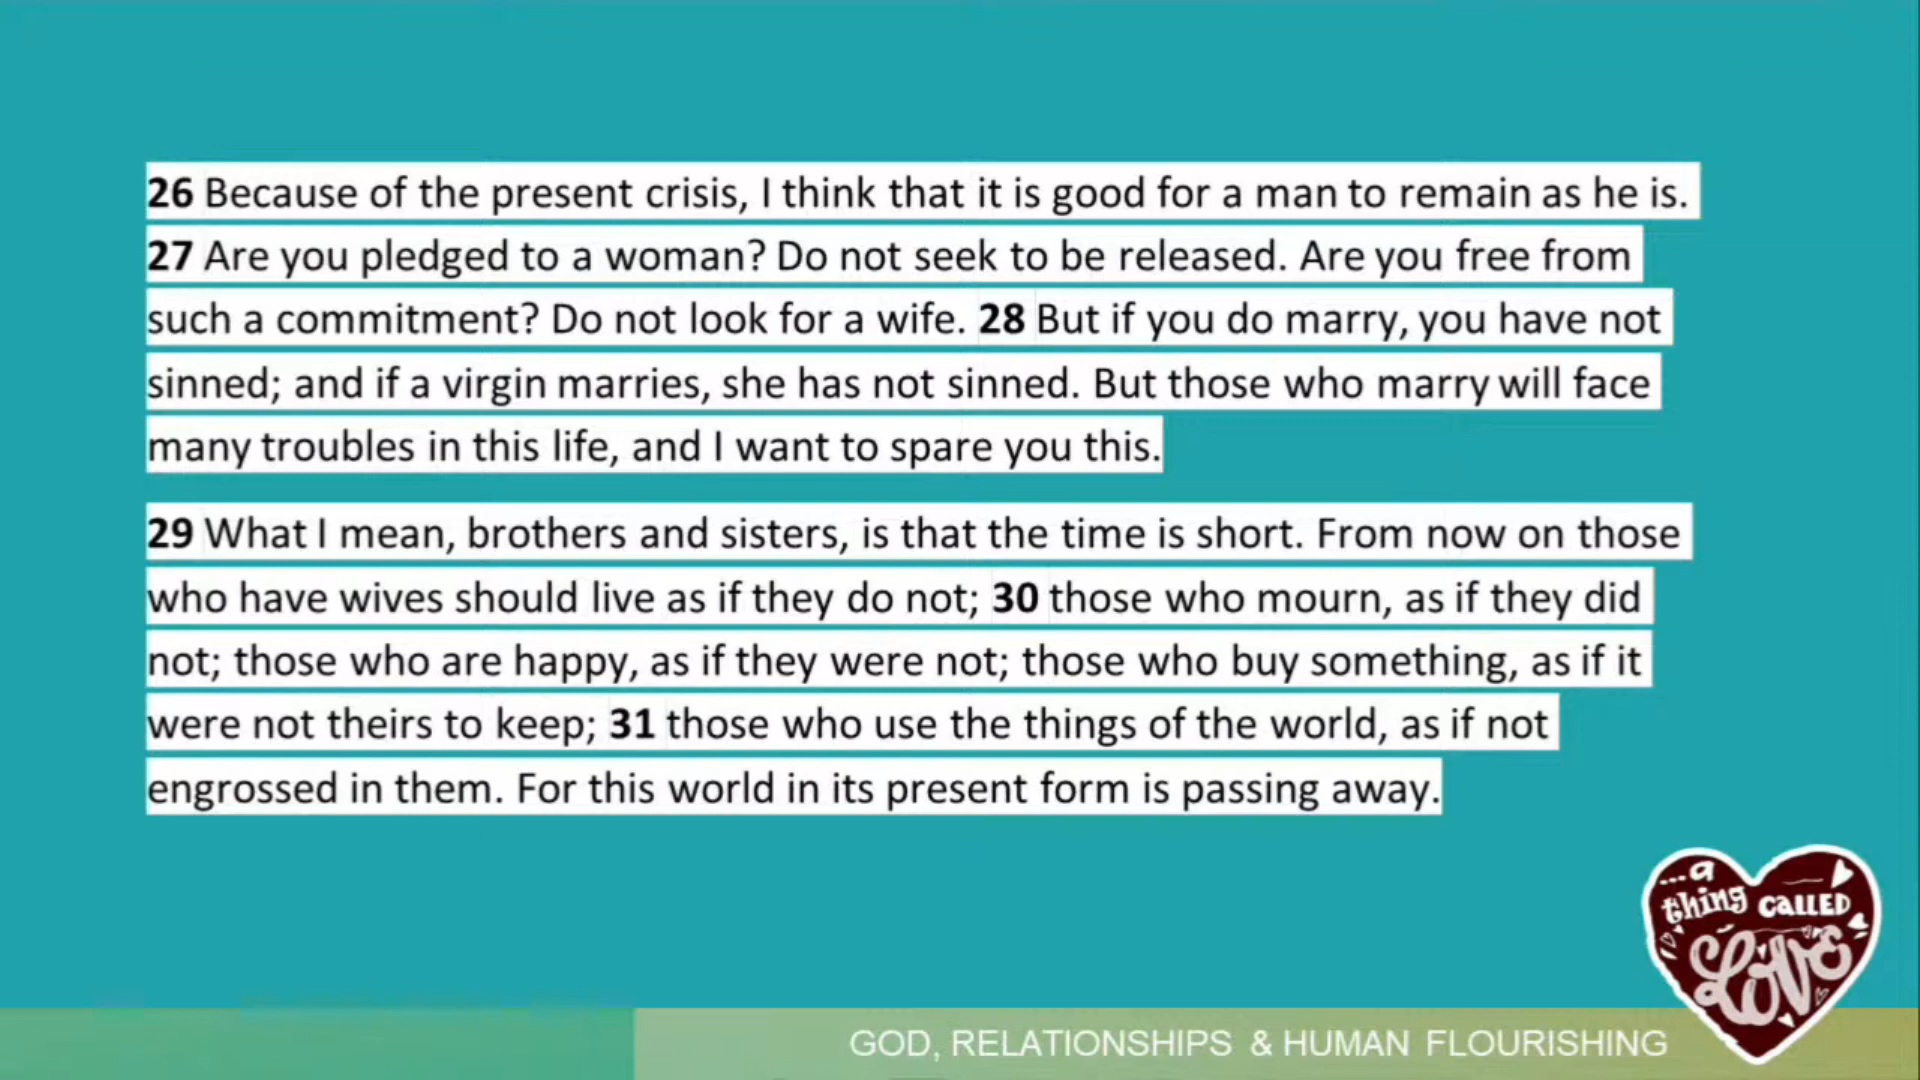 26 Because of the present crisis, I think that it is good for a man to remain as he is.
27 Are you pledged to a woman? Do not seek to be released. Are you free from
such a commitment? Do not look for a wife. 28 But if you do marry, you have not
sinned; and if a virgin marries, she has not sinned. But those who marry will face
many troubles in this life, and I want to spare you this.
29 What I mean, brothers and sisters, is that the time is short. From now on those
who have wives should live as if they do not; 30 those who mourn, as if they did
not; those who are happy, as if they were not; those who buy something, as if it
were not theirs to keep; 31 those who use the things of the world, as if not
engrossed in them. For this world in its present form is passing away.
...a
thing CALLED
LOVE
GOD, RELATIONSHIPS & HUMAN FLOURISHING